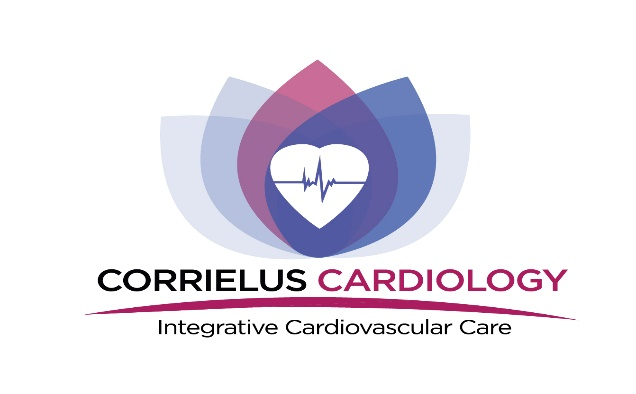 CORRIELUS CARDIOLOGY
Integrative Cardiovascular Care